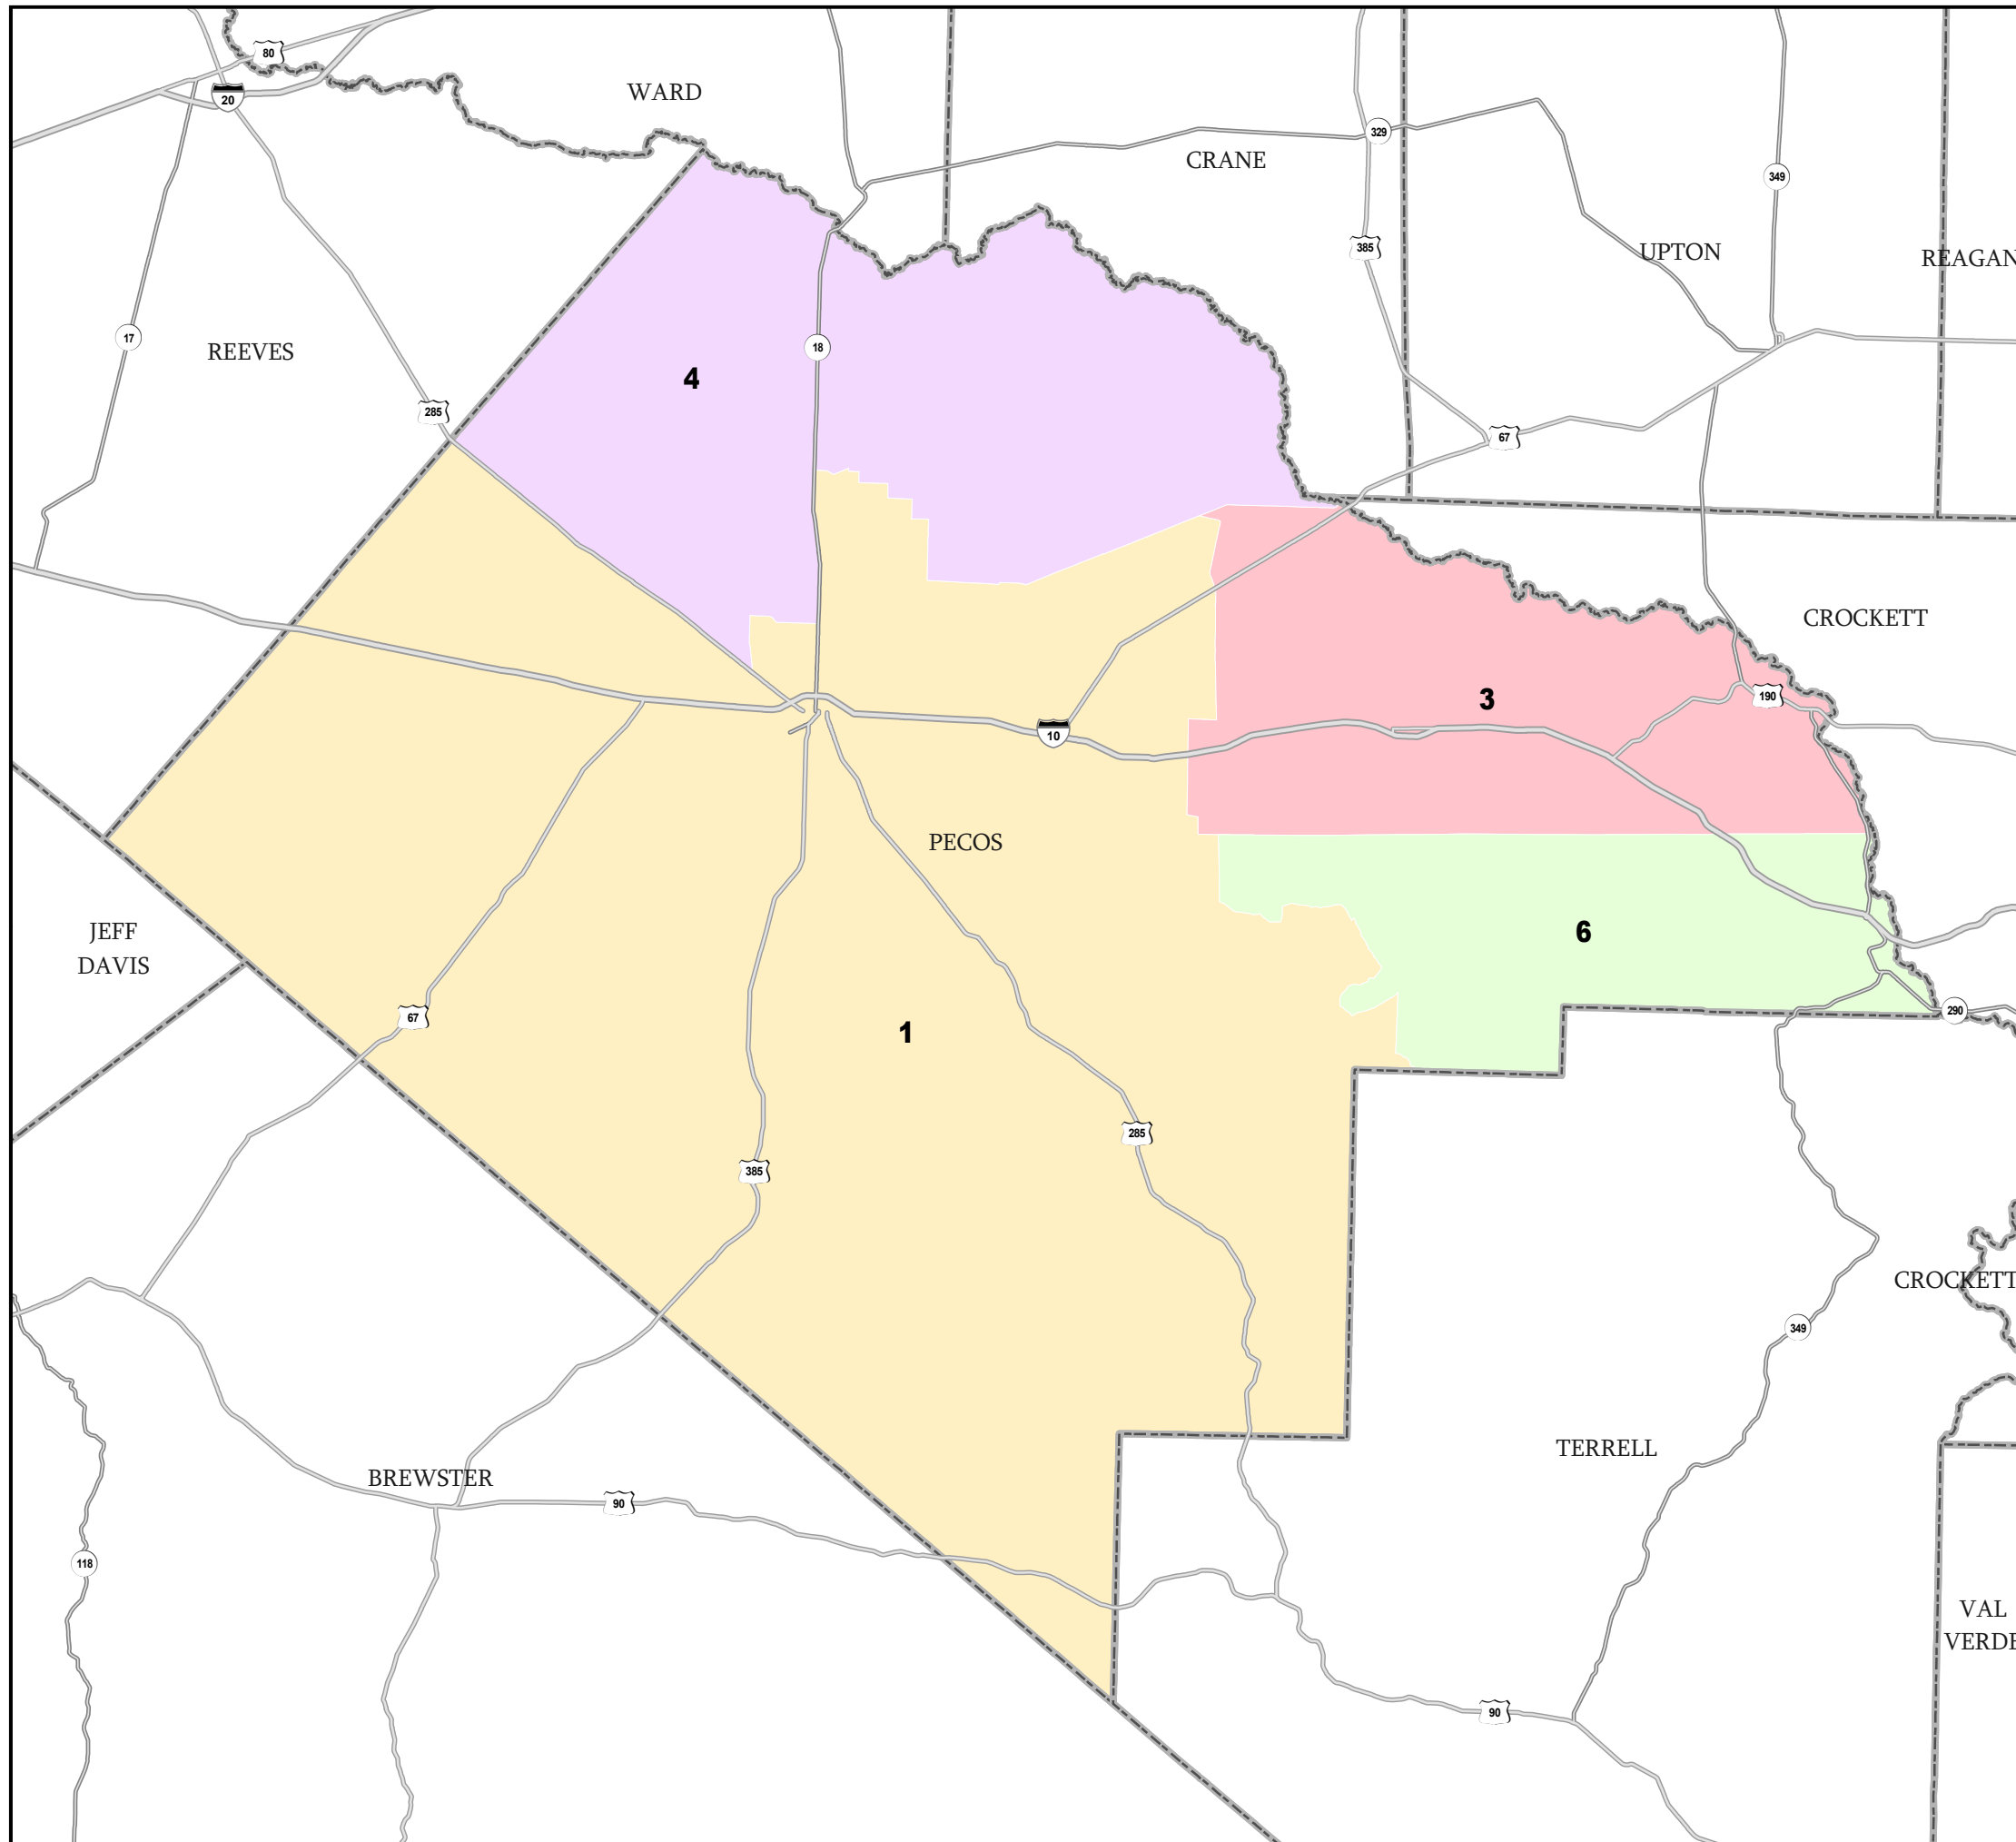 80
WARD
20
329
CRANE
349
385
UPTON
REAGAN
17
REEVES
18
4
285
67
CROCKETT
190
3
10
PECOS
JEFF
DAVIS
6
290
67
1
285
385
CROCKETT
349
TERRELL
BREWSTER
90
118
VAL
VERDE
90